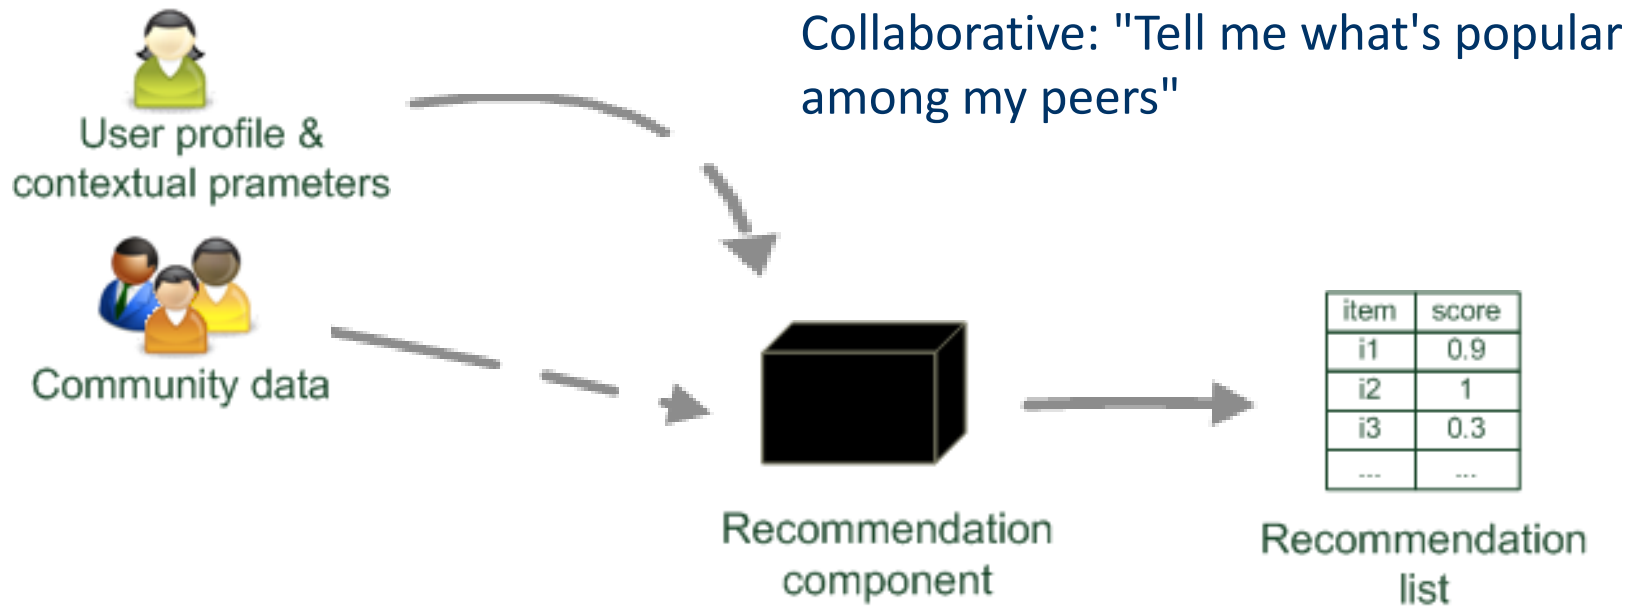 Collaborative: "Tell me what's popular
among my peers"
User profile &
contextual prameters
Community data
item score
i1 0.9
i2 1
i3 0.3
... ...
Recommendation
component
Recommendation
list